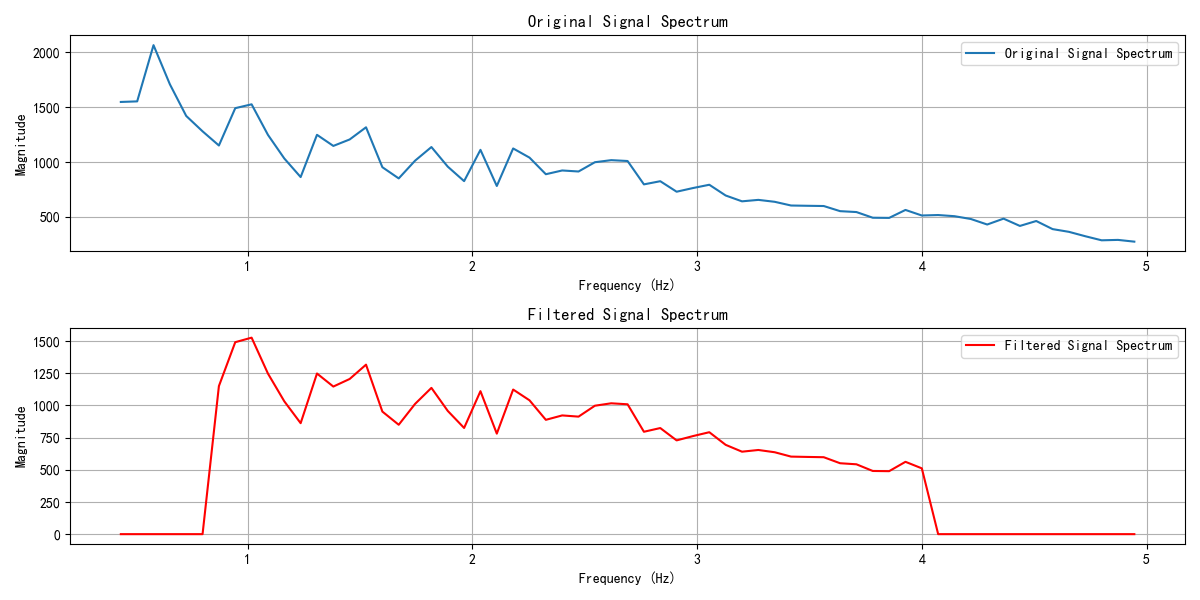 Original Signal Spectrum
Original Signal Spectrum
Magnitude
2000
1500
1000
500
1 2 3 4 5
Frequency (Hz)
Filtered Signal Spectrum
Filtered Signal Spectrum
Magnitude
1500
1250
1000
750
500
250
0
1 2 3 4 5
Frequency (Hz)